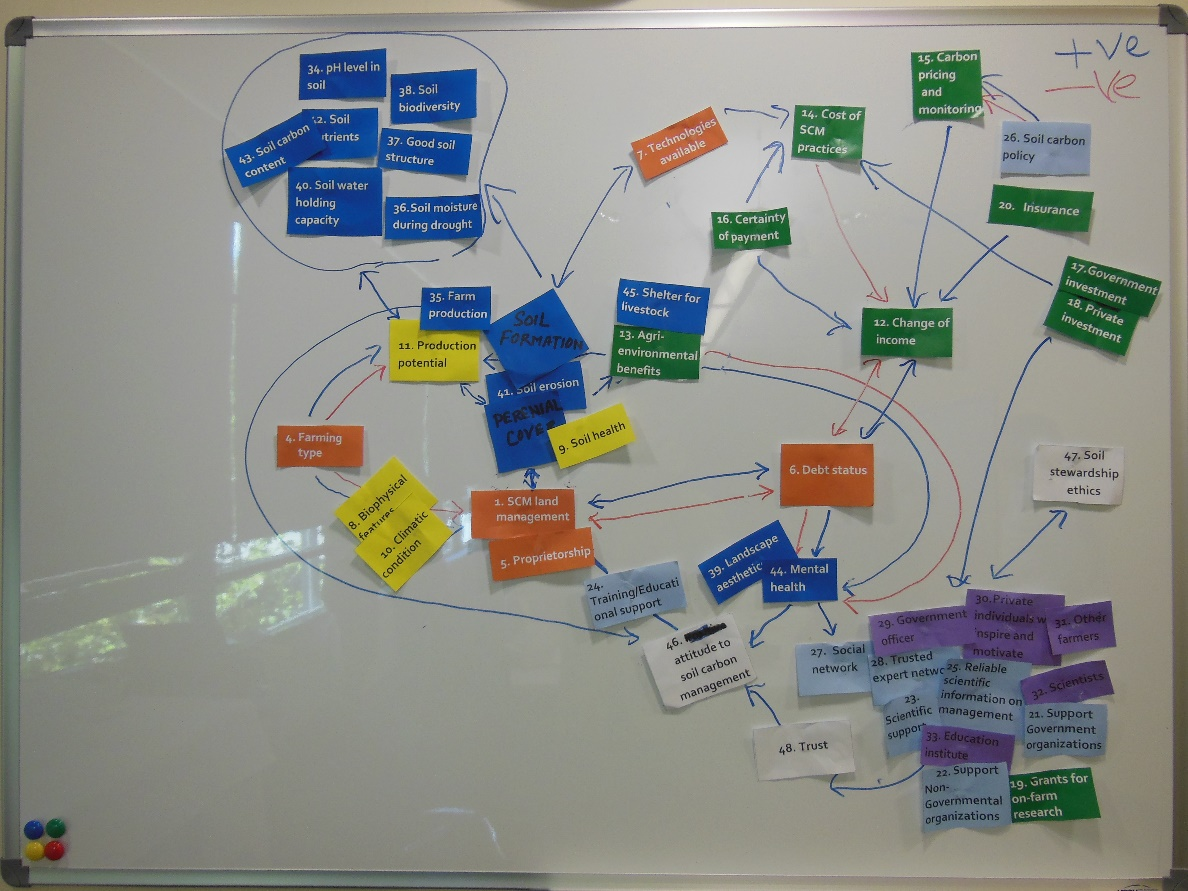 +ve
-ve
34. pH level in
soil
38. Soil
biodiversity
42. Soil
43. Soil carbon
content
37. Good soil
structure
40. Soil water
holding
capacity
36.Soil moisture
during drought
7. Technologies
available
14. Cost of
SCM
practices
15. Carbon
pricing
and
monitoring
26. Soil carbon
policy
20. Insurance
16. Certainty
of payment
17.Government
investment
18. Private
investment
35. Farm
production
11. Production
potential
SOIL
FORMATION
45. Shelter for
livestock
13. Agri-
environmental
benefits
12. Change of
income
41. Soil erosion
PERENIAL
COVER
9. Soil health
4. Farming
type
8. Biophysical
features
10. Climatic
condition
1. SCM land
management
5. Proprietorship
6. Debt status
47. Soil
stewardship
ethics
39. Landscape
44. Mental
health
24.
Training/Educati
onal support
46.
attitude to
soil carbon
management
27. Social
network
29. Government
officer
28. Trusted
expert netwo
30.Private
individuals w
inspire and
motivate
31. Other
farmers
25. Reliable
scientific
information on
management
32. Scientists
23.
Scientific
support
21. Support
Government
organizations
33. Education
institute
48. Trust
22. Support
Non-
Governmental
organizations
19. Grants for
on-farm
research